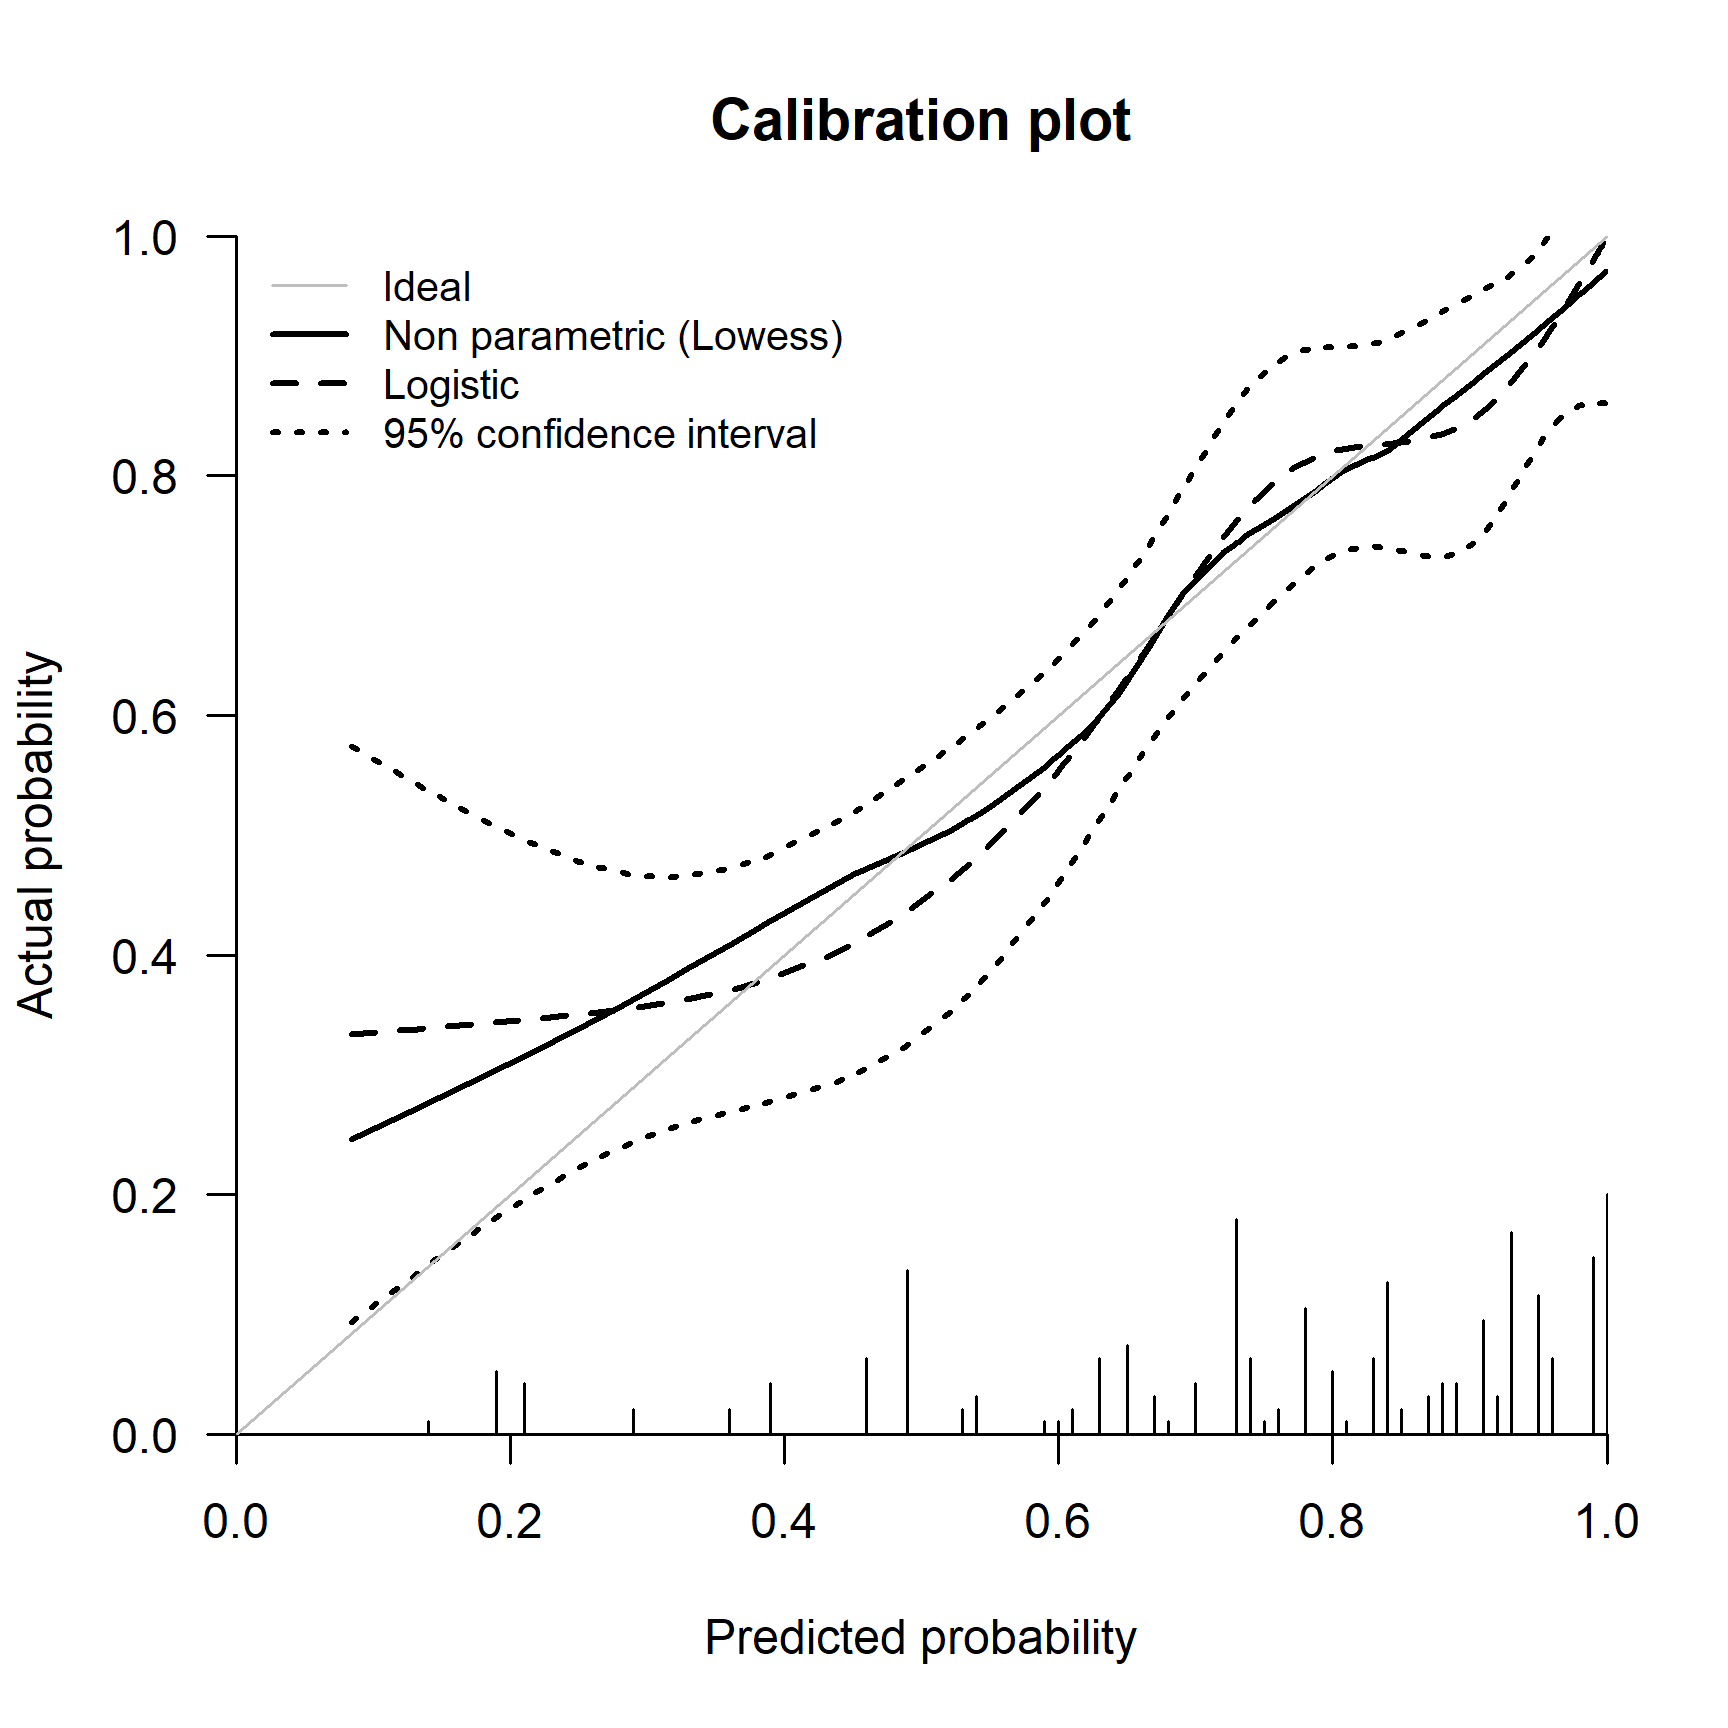 Calibration plot
Ideal
Non parametric (Lowess)
Logistic
95% confidence interval
Actual probability
1.0
0.8
0.6
0.4
0.2
0.0
0.0 0.2 0.4 0.6 0.8 1.0
Predicted probability